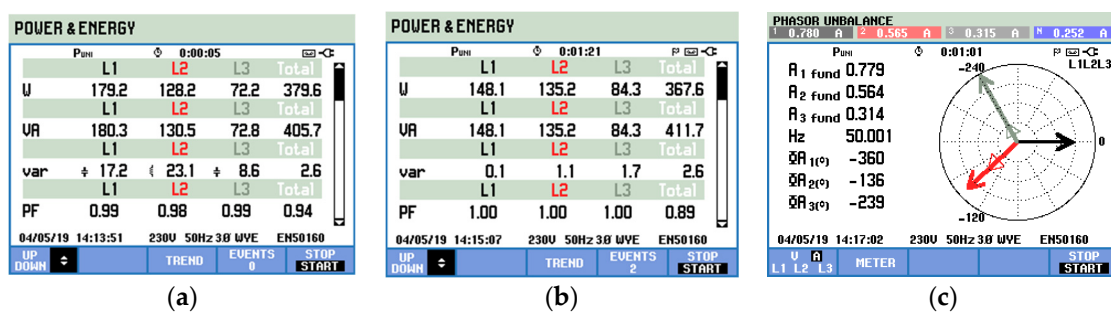 POWER & ENERGY
PUNI 0:00:05
L1 L2 L3 Total
W 179.2 128.2 72.2 379.6
L1 L2 L3 Total
VA 180.3 130.5 72.8 405.7
L1 L2 L3 Total
var 17.2 23.1 8.6 2.6
L1 L2 L3 Total
PF 0.99 0.98 0.99 0.94
04/05/19 14:13:51 230V 50Hz 3Ø WYE EN50160
UP DOWN TREND EVENTS 0 STOP START
(a)
POWER & ENERGY
PUNI 0:01:21 P
L1 L2 L3 Total
W 148.1 135.2 84.3 367.6
L1 L2 L3 Total
VA 148.1 135.2 84.3 411.7
L1 L2 L3 Total
var 0.1 1.1 1.7 2.6
L1 L2 L3 Total
PF 1.00 1.00 1.00 0.89
04/05/19 14:15:07 230V 50Hz 3Ø WYE EN50160
UP DOWN TREND EVENTS 2 STOP START
(b)
PHASOR UNBALANCE
1 0.780 A 2 0.565 A 3 0.315 A N 0.252 A
PUNI 0:01:01 P
L1L2L3
A1 fund 0.779
A2 fund 0.564
A3 fund 0.314
Hz 50.001
ΦA1(°) -360
ΦA2(°) -136
ΦA3(°) -239
-240
0
-120
04/05/19 14:17:02 230V 50Hz 3Ø WYE EN50160
V A L1 L2 L3 METER STOP START
(c)